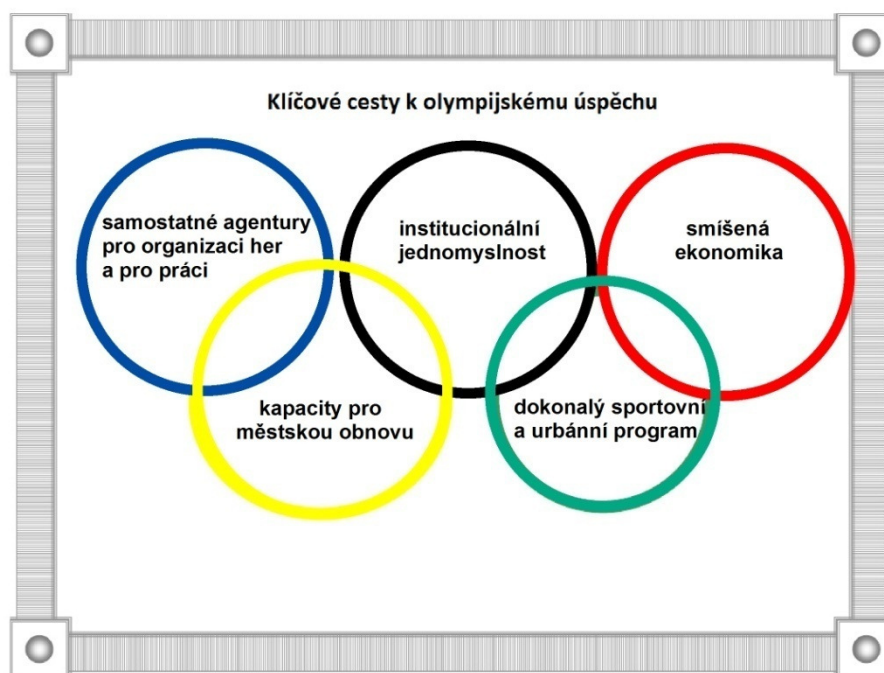 Klíčové cesty k olympijskému úspěchu
samostatné agentury
pro organizaci her
a pro práci
institucionální
jednomyslnost
smíšená
ekonomika
kapacity pro
městskou obnovu
dokonalý sportovní
a urbánní program